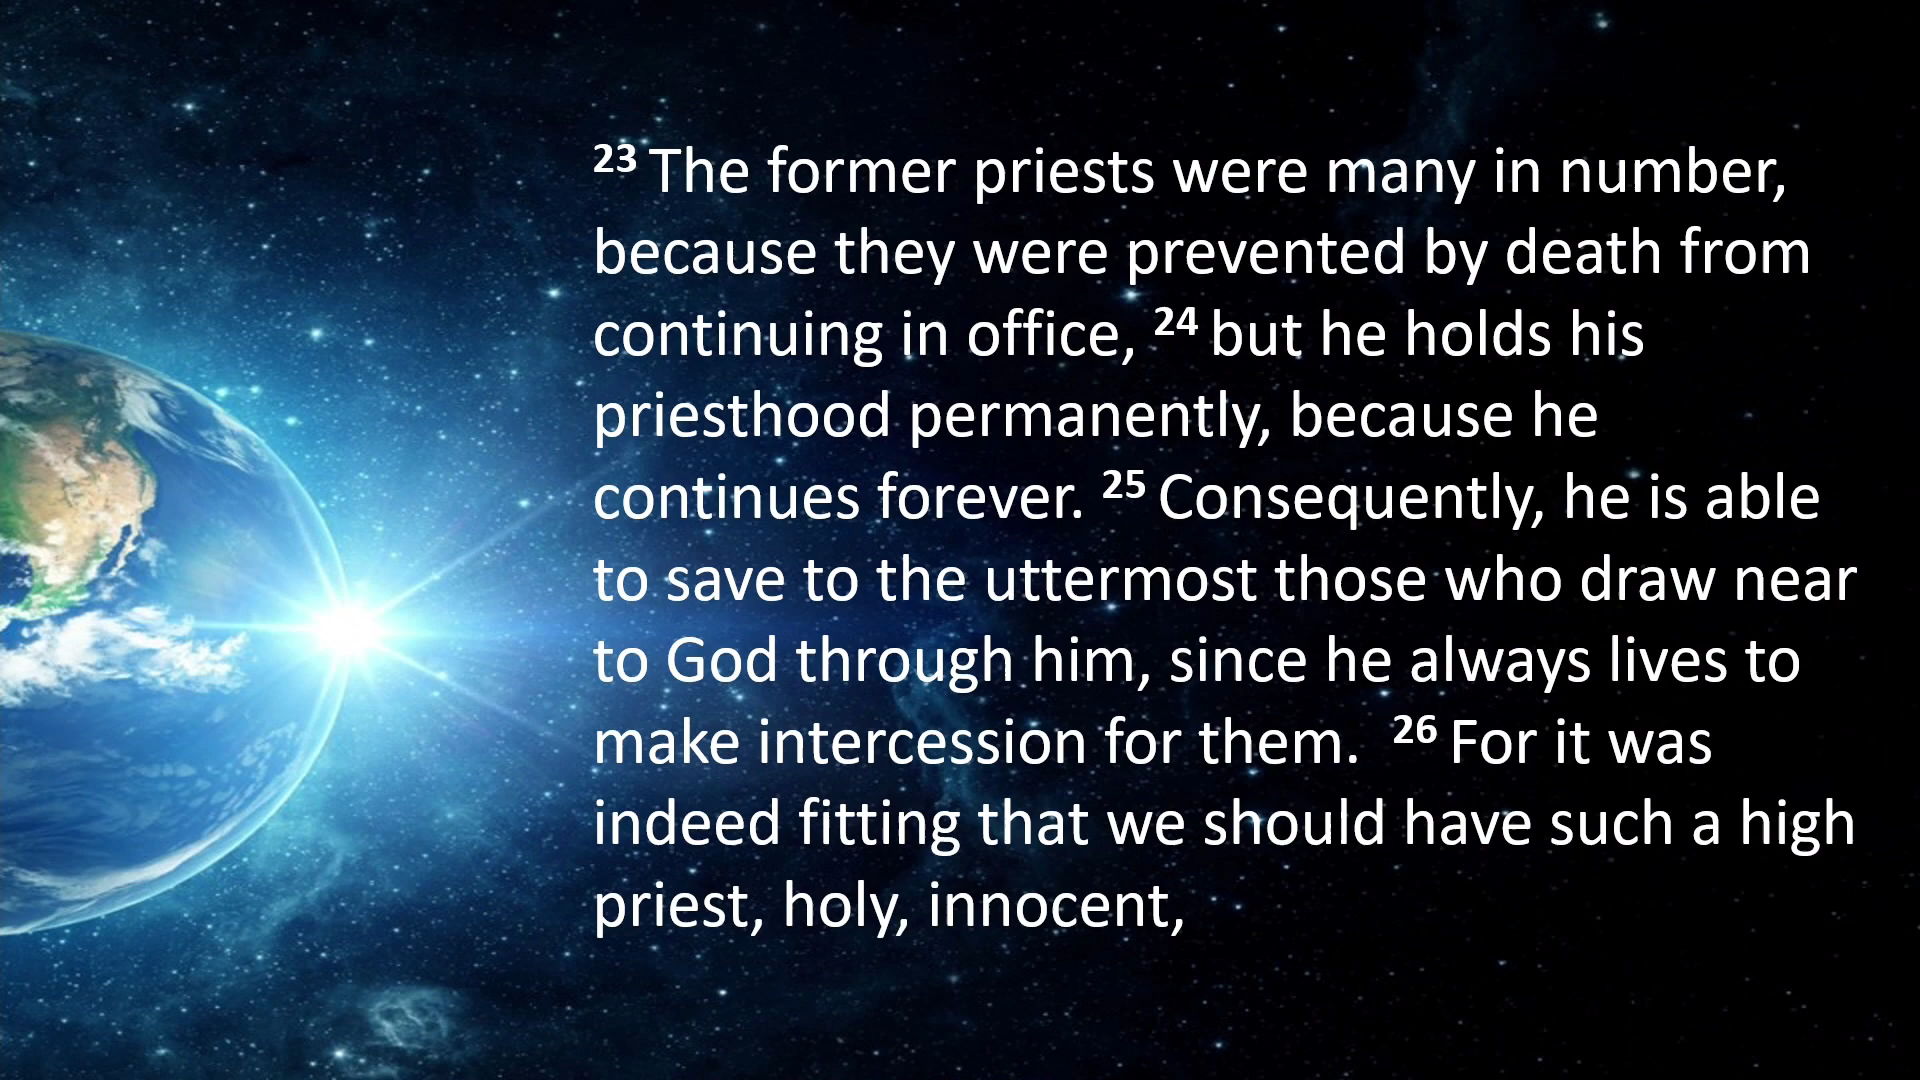 23 The former priests were many in number,
because they were prevented by death from
continuing in office, 24 but he holds his
priesthood permanently, because he
continues forever. 25 Consequently, he is able
to save to the uttermost those who draw near
to God through him, since he always lives to
make intercession for them.  26 For it was
indeed fitting that we should have such a high
priest, holy, innocent,